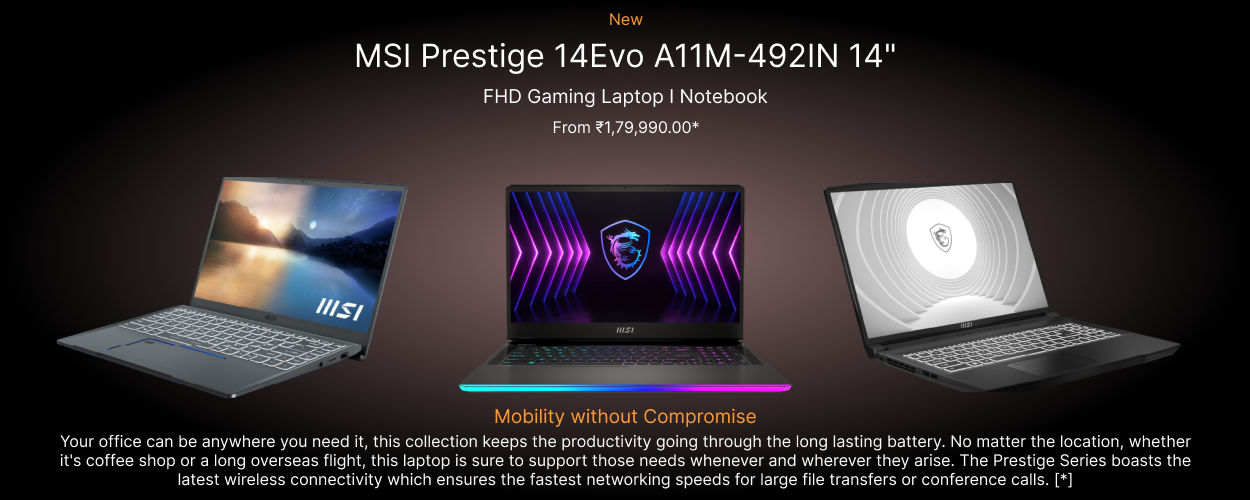 New
MSI Prestige 14Evo A11M-492IN 14"
FHD Gaming Laptop I Notebook
From ₹1,79,990.00*
msi
msi
msi
Mobility without Compromise
Your office can be anywhere you need it, this collection keeps the productivity going through the long lasting battery. No matter the location, whether
it's coffee shop or a long overseas flight, this laptop is sure to support those needs whenever and wherever they arise. The Prestige Series boasts the
latest wireless connectivity which ensures the fastest networking speeds for large file transfers or conference calls. [*]